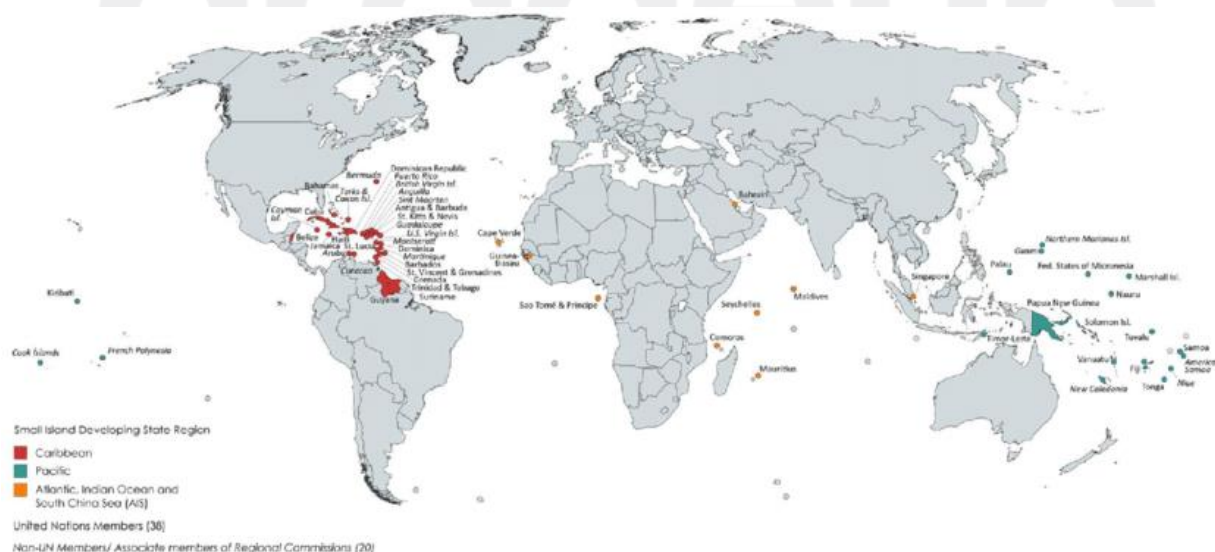 Bermuda
Dominican Republic
Puerto Rico
British Virgin Isl.
Anguilla
Sint Maarten
Antigua & Barbuda
St. Kitts & Nevis
Guadaloupe
U.S. Virgin Isl.
Montserrat
Dominica
Martinique
Barbados
St. Vincent & Grenadines
Grenada
Trinidad & Tobago
Suriname
Bahamas
Turks &
Caicos Isl.
Cayman
Isl.
Cuba
Belize
Haiti
Jamaica
St. Lucia
Aruba
Curacao
Guyana
Kiribati
Cook Islands
French Polynesia
Cape Verde
Guinea-
Bissau
Sao Tomé & Principe
Bahrain
Seychelles
Maldives
Comoros
Mauritius
Singapore
Northern Marianas Isl.
Guam
Palau
Fed. States of Micronesia
Marshall Isl.
Nauru
Papua New Guinea
Solomon Isl.
Timor-Leste
Tuvalu
Samoa
American
Samoa
Vanuatu
Fiji
Niue
Tonga
New Caledonia
Small Island Developing State Region
Caribbean
Pacific
Atlantic, Indian Ocean and
South China Sea (AIS)
United Nations Members (38)
Non-UN Members/ Associate members of Regional Commissions (20)